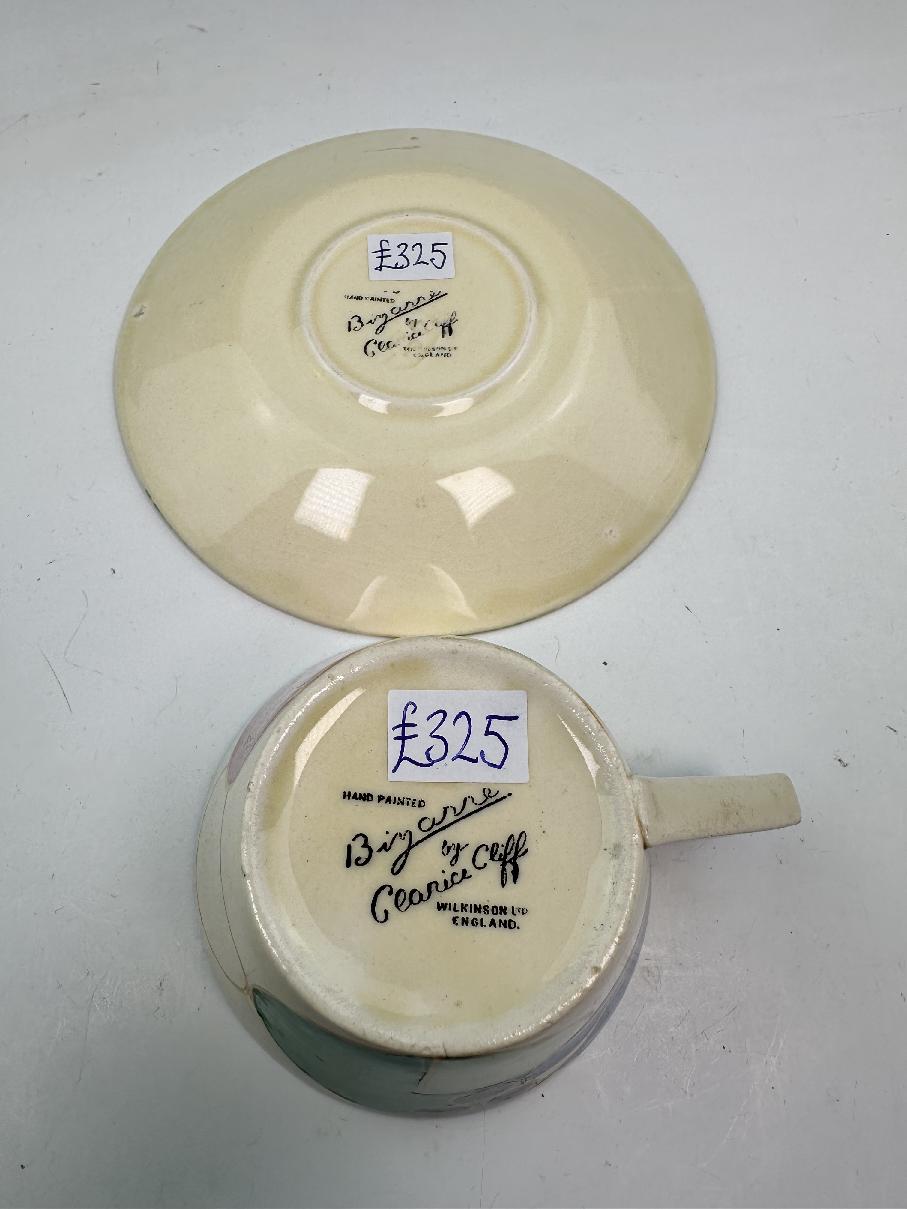 £325
HAND PAINTED
Bizarre
by
Clarice Cliff
ENGLAND
£325
HAND PAINTED
Bizarre
by
Clarice Cliff
WILKINSON LTD
ENGLAND.